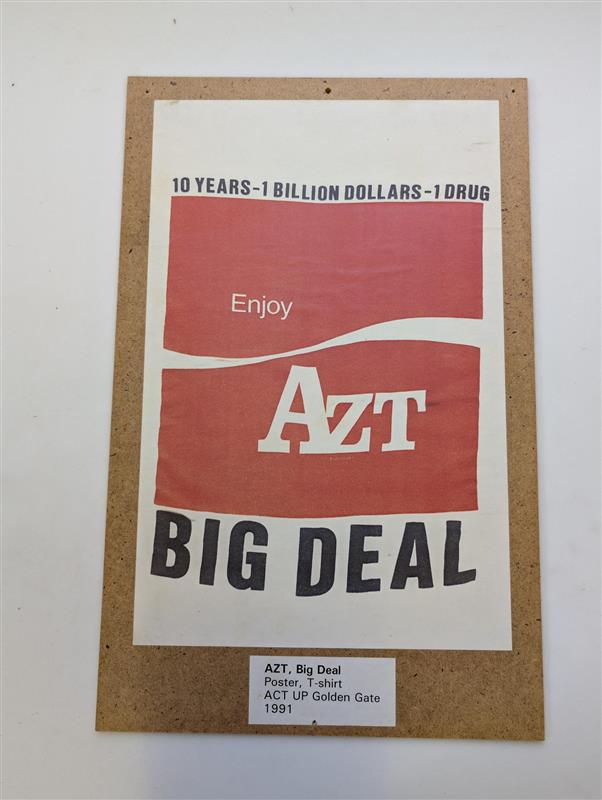 10 YEARS-1 BILLION DOLLARS-1 DRUG
Enjoy
AZT
BIG DEAL
AZT, Big Deal
Poster, T-shirt
ACT UP Golden Gate
1991